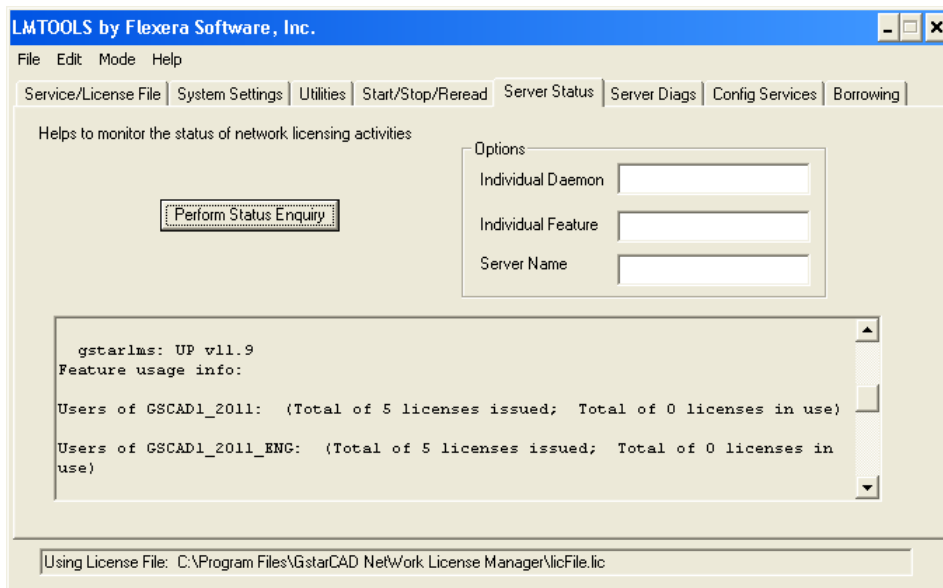 LMTOOLS by Flexera Software, Inc.
File Edit Mode Help
Service/License File System Settings Utilities Start/Stop/Reread Server Status Server Diags Config Services Borrowing
Helps to monitor the status of network licensing activities
Options
Individual Daemon
Perform Status Enquiry
Individual Feature
Server Name
gstarlms: UP v11.9
Feature usage info:
Users of GSCAD1_2011: (Total of 5 licenses issued; Total of 0 licenses in use)
Users of GSCAD1_2011_ENG: (Total of 5 licenses issued; Total of 0 licenses in
use)
Using License File: C:\Program Files\GstarCAD NetWork License Manager\licFile.lic